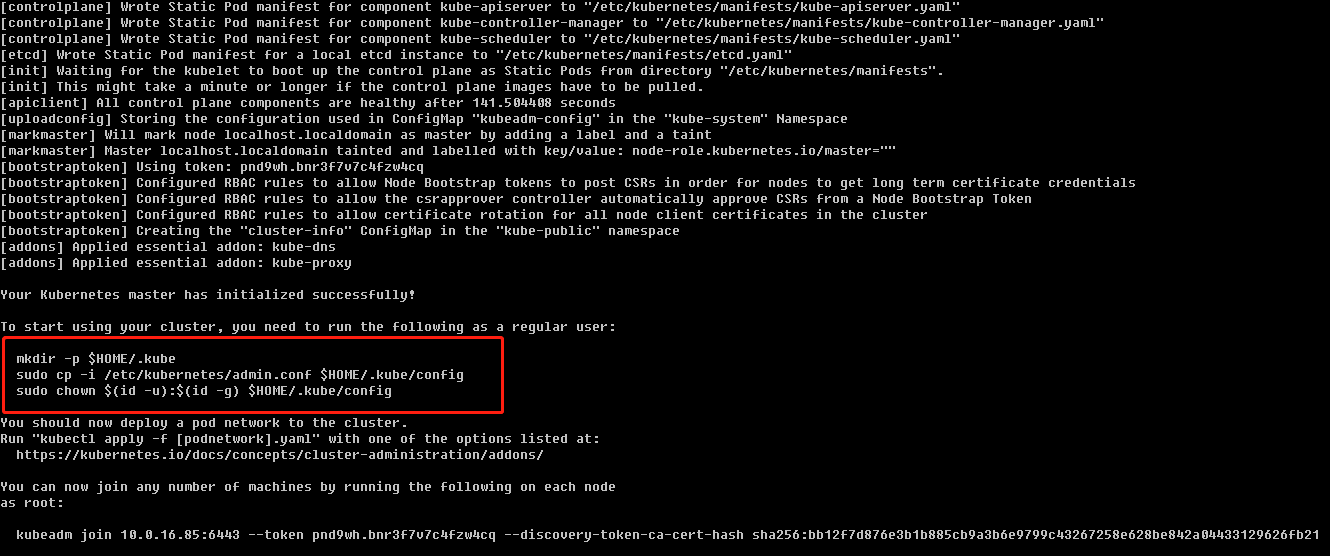 [controlplane] Wrote Static Pod manifest for component kube-apiserver to "/etc/kubernetes/manifests/kube-apiserver.yaml"
[controlplane] Wrote Static Pod manifest for component kube-controller-manager to "/etc/kubernetes/manifests/kube-controller-manager.yaml"
[controlplane] Wrote Static Pod manifest for component kube-scheduler to "/etc/kubernetes/manifests/kube-scheduler.yaml"
[etcd] Wrote Static Pod manifest for a local etcd instance to "/etc/kubernetes/manifests/etcd.yaml"
[init] Waiting for the kubelet to boot up the control plane as Static Pods from directory "/etc/kubernetes/manifests".
[init] This might take a minute or longer if the control plane images have to be pulled.
[apiclient] All control plane components are healthy after 141.504408 seconds
[uploadconfig] Storing the configuration used in ConfigMap "kubeadm-config" in the "kube-system" Namespace
[markmaster] Will mark node localhost.localdomain as master by adding a label and a taint
[markmaster] Master localhost.localdomain tainted and labelled with key/value: node-role.kubernetes.io/master=""
[bootstraptoken] Using token: pnd9wh.bnr3f7v7c4fzw4cq
[bootstraptoken] Configured RBAC rules to allow Node Bootstrap tokens to post CSRs in order for nodes to get long term certificate credentials
[bootstraptoken] Configured RBAC rules to allow the csrapprover controller automatically approve CSRs from a Node Bootstrap Token
[bootstraptoken] Configured RBAC rules to allow certificate rotation for all node client certificates in the cluster
[bootstraptoken] Creating the "cluster-info" ConfigMap in the "kube-public" namespace
[addons] Applied essential addon: kube-dns
[addons] Applied essential addon: kube-proxy
Your Kubernetes master has initialized successfully!
To start using your cluster, you need to run the following as a regular user:
mkdir -p $HOME/.kube
sudo cp -i /etc/kubernetes/admin.conf $HOME/.kube/config
sudo chown $(id -u):$(id -g) $HOME/.kube/config
You should now deploy a pod network to the cluster.
Run "kubectl apply -f [podnetwork].yaml" with one of the options listed at:
https://kubernetes.io/docs/concepts/cluster-administration/addons/
You can now join any number of machines by running the following on each node
as root:
kubeadm join 10.0.16.85:6443 --token pnd9wh.bnr3f7v7c4fzw4cq --discovery-token-ca-cert-hash sha256:bb12f7d876e3b1b885cb9a3b6e9799c43267258e628be842a04433129626fb21